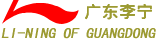 广东李宁
LI-NING OF GUANGDONG